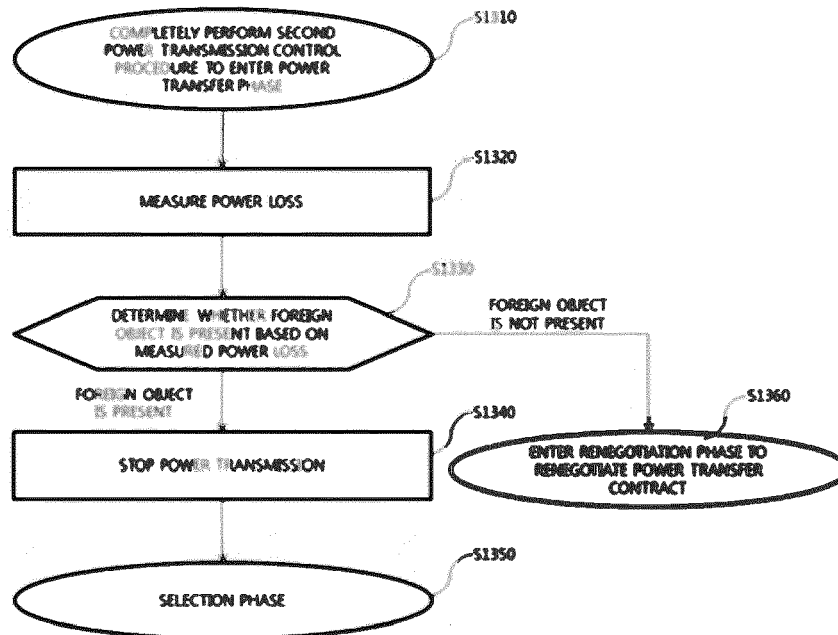 COMPLETELY PERFORM SECOND
POWER TRANSMISSION CONTROL
PROCEDURE TO ENTER POWER
TRANSFER PHASE
S1310
MEASURE POWER LOSS
S1320
DETERMINE WHETHER FOREIGN
OBJECT IS PRESENT BASED ON
MEASURED POWER LOSS
S1330
FOREIGN OBJECT
IS NOT PRESENT
FOREIGN OBJECT
IS PRESENT
STOP POWER TRANSMISSION
S1340
ENTER RENEGOTIATION PHASE TO
RENEGOTIATE POWER TRANSFER
CONTRACT
S1360
SELECTION PHASE
S1350